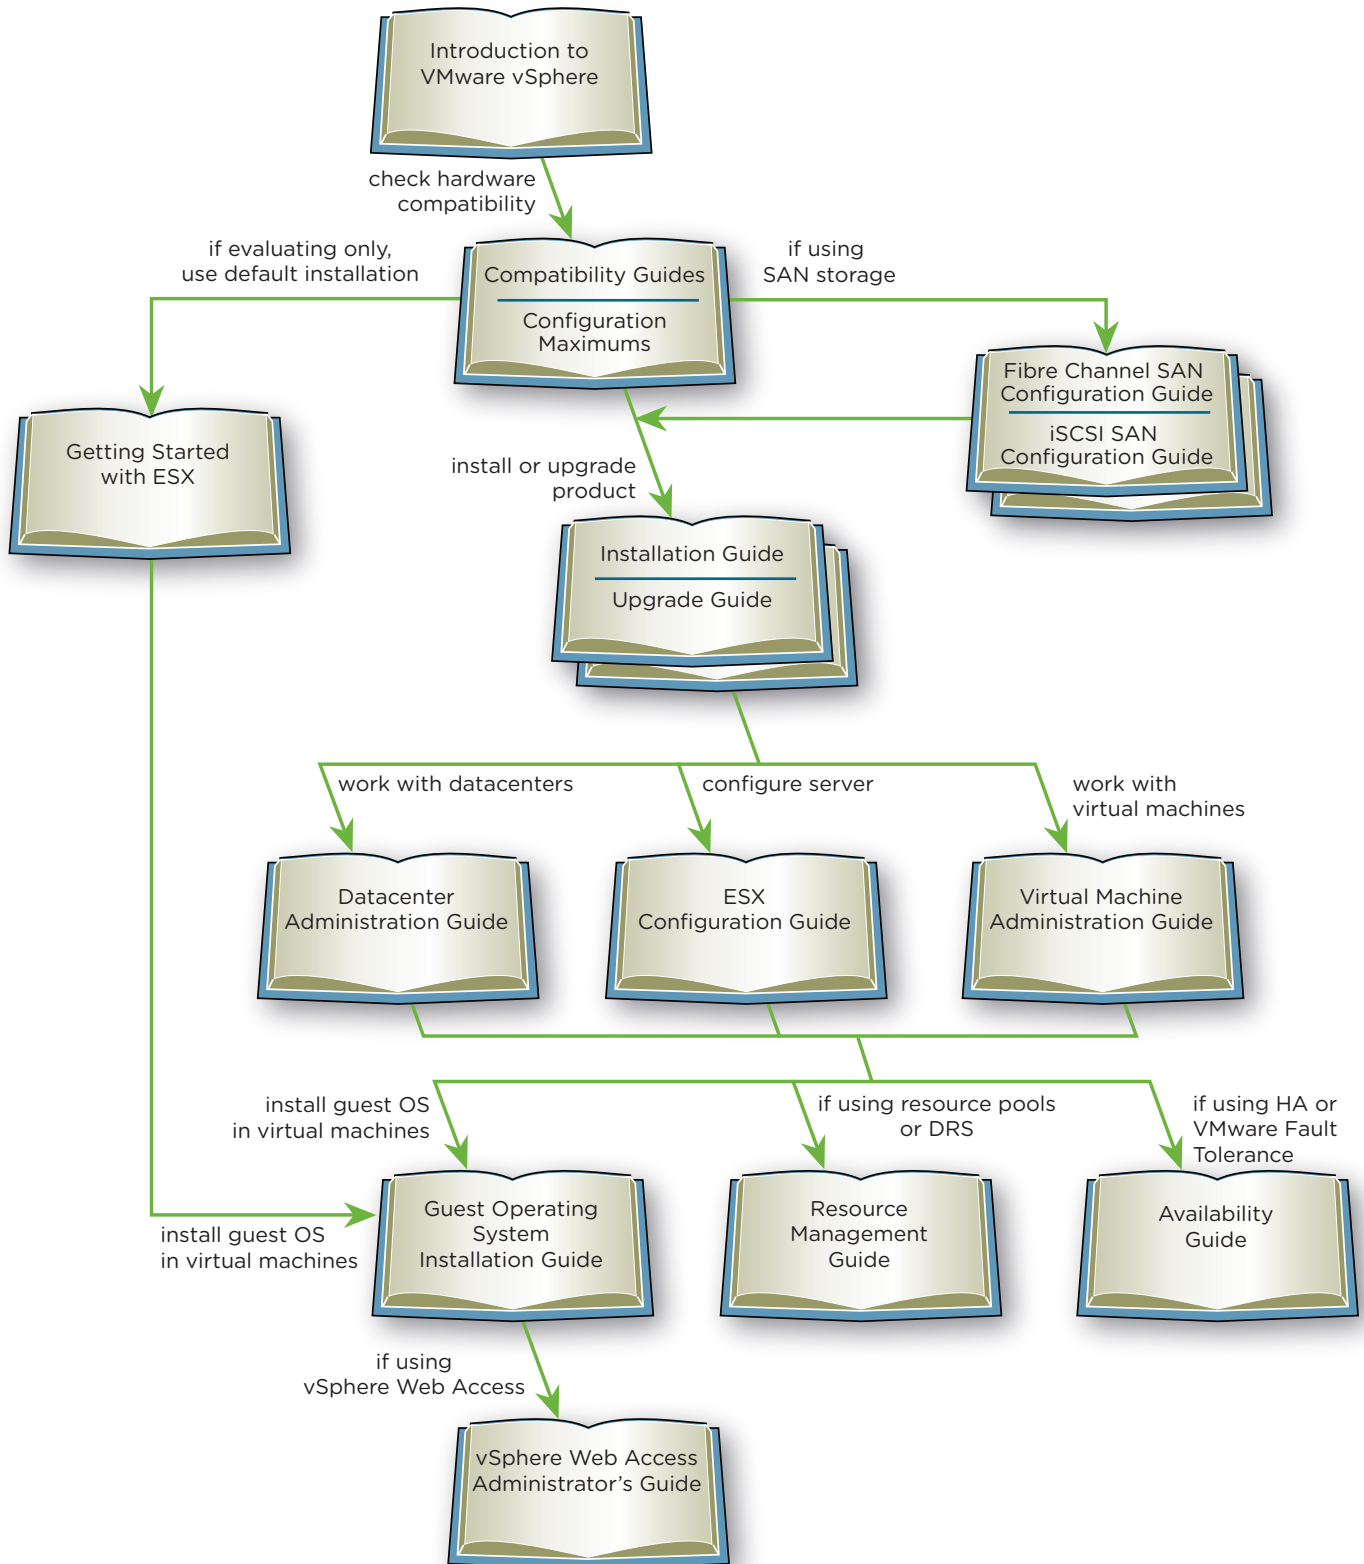 Introduction to
VMware vSphere
check hardware
compatibility
if evaluating only,
use default installation
Compatibility Guides
Configuration
Maximums
if using
SAN storage
Fibre Channel SAN
Configuration Guide
iSCSI SAN
Configuration Guide
Getting Started
with ESX
install or upgrade
product
Installation Guide
Upgrade Guide
work with datacenters
configure server
work with
virtual machines
Datacenter
Administration Guide
ESX
Configuration Guide
Virtual Machine
Administration Guide
install guest OS
in virtual machines
if using resource pools
or DRS
if using HA or
VMware Fault
Tolerance
install guest OS
in virtual machines
Guest Operating
System
Installation Guide
Resource
Management
Guide
Availability
Guide
if using
vSphere Web Access
vSphere Web Access
Administrator’s Guide